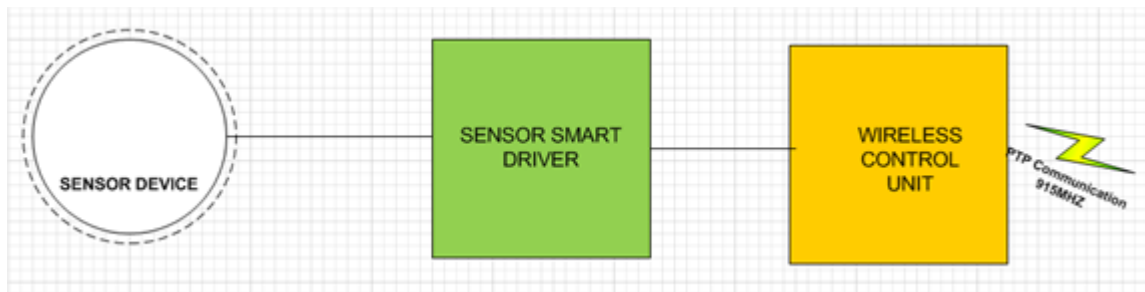 SENSOR DEVICE
SENSOR SMART
DRIVER
WIRELESS
CONTROL
UNIT
PTP Communication
915MHZ